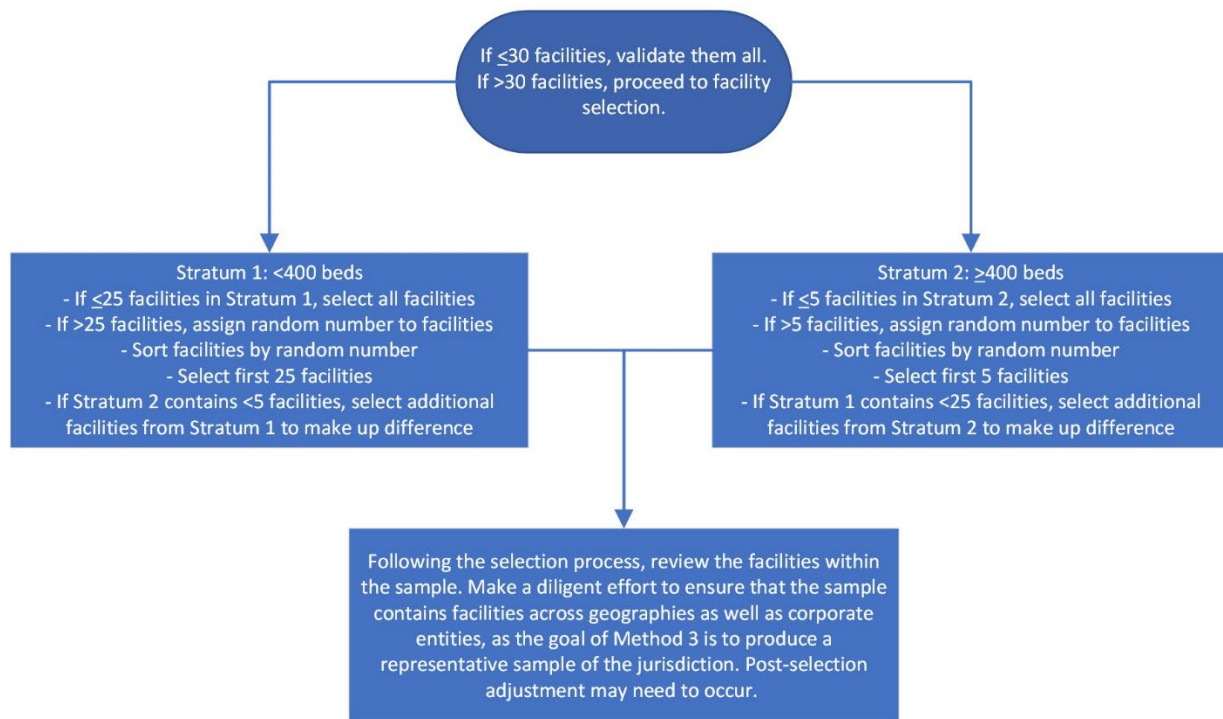 If ≤30 facilities, validate them all.
If >30 facilities, proceed to facility
selection.
Stratum 1: <400 beds
- If ≤25 facilities in Stratum 1, select all facilities
- If >25 facilities, assign random number to facilities
- Sort facilities by random number
- Select first 25 facilities
- If Stratum 2 contains <5 facilities, select additional
facilities from Stratum 1 to make up difference
Stratum 2: ≥400 beds
- If ≤5 facilities in Stratum 2, select all facilities
- If >5 facilities, assign random number to facilities
- Sort facilities by random number
- Select first 5 facilities
- If Stratum 1 contains <25 facilities, select additional
facilities from Stratum 2 to make up difference
Following the selection process, review the facilities within
the sample. Make a diligent effort to ensure that the sample
contains facilities across geographies as well as corporate
entities, as the goal of Method 3 is to produce a
representative sample of the jurisdiction. Post-selection
adjustment may need to occur.